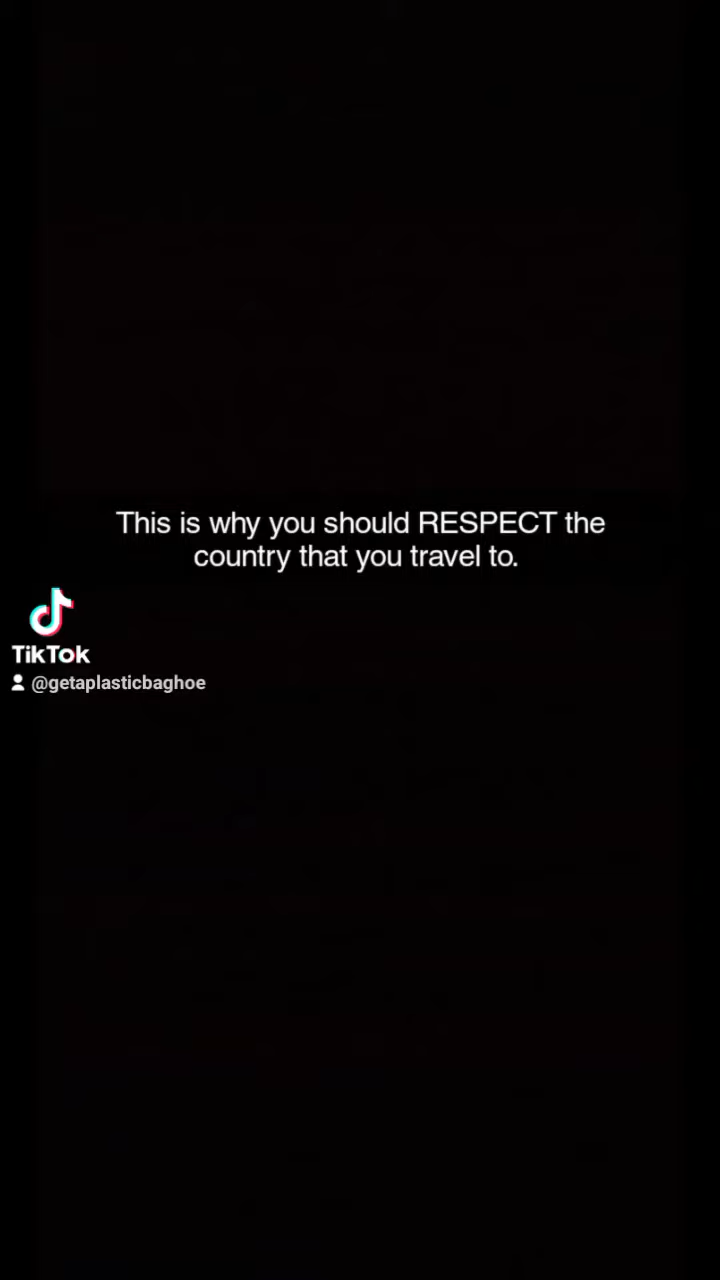 This is why you should RESPECT the
country that you travel to.
TikTok
@getaplasticbaghoe